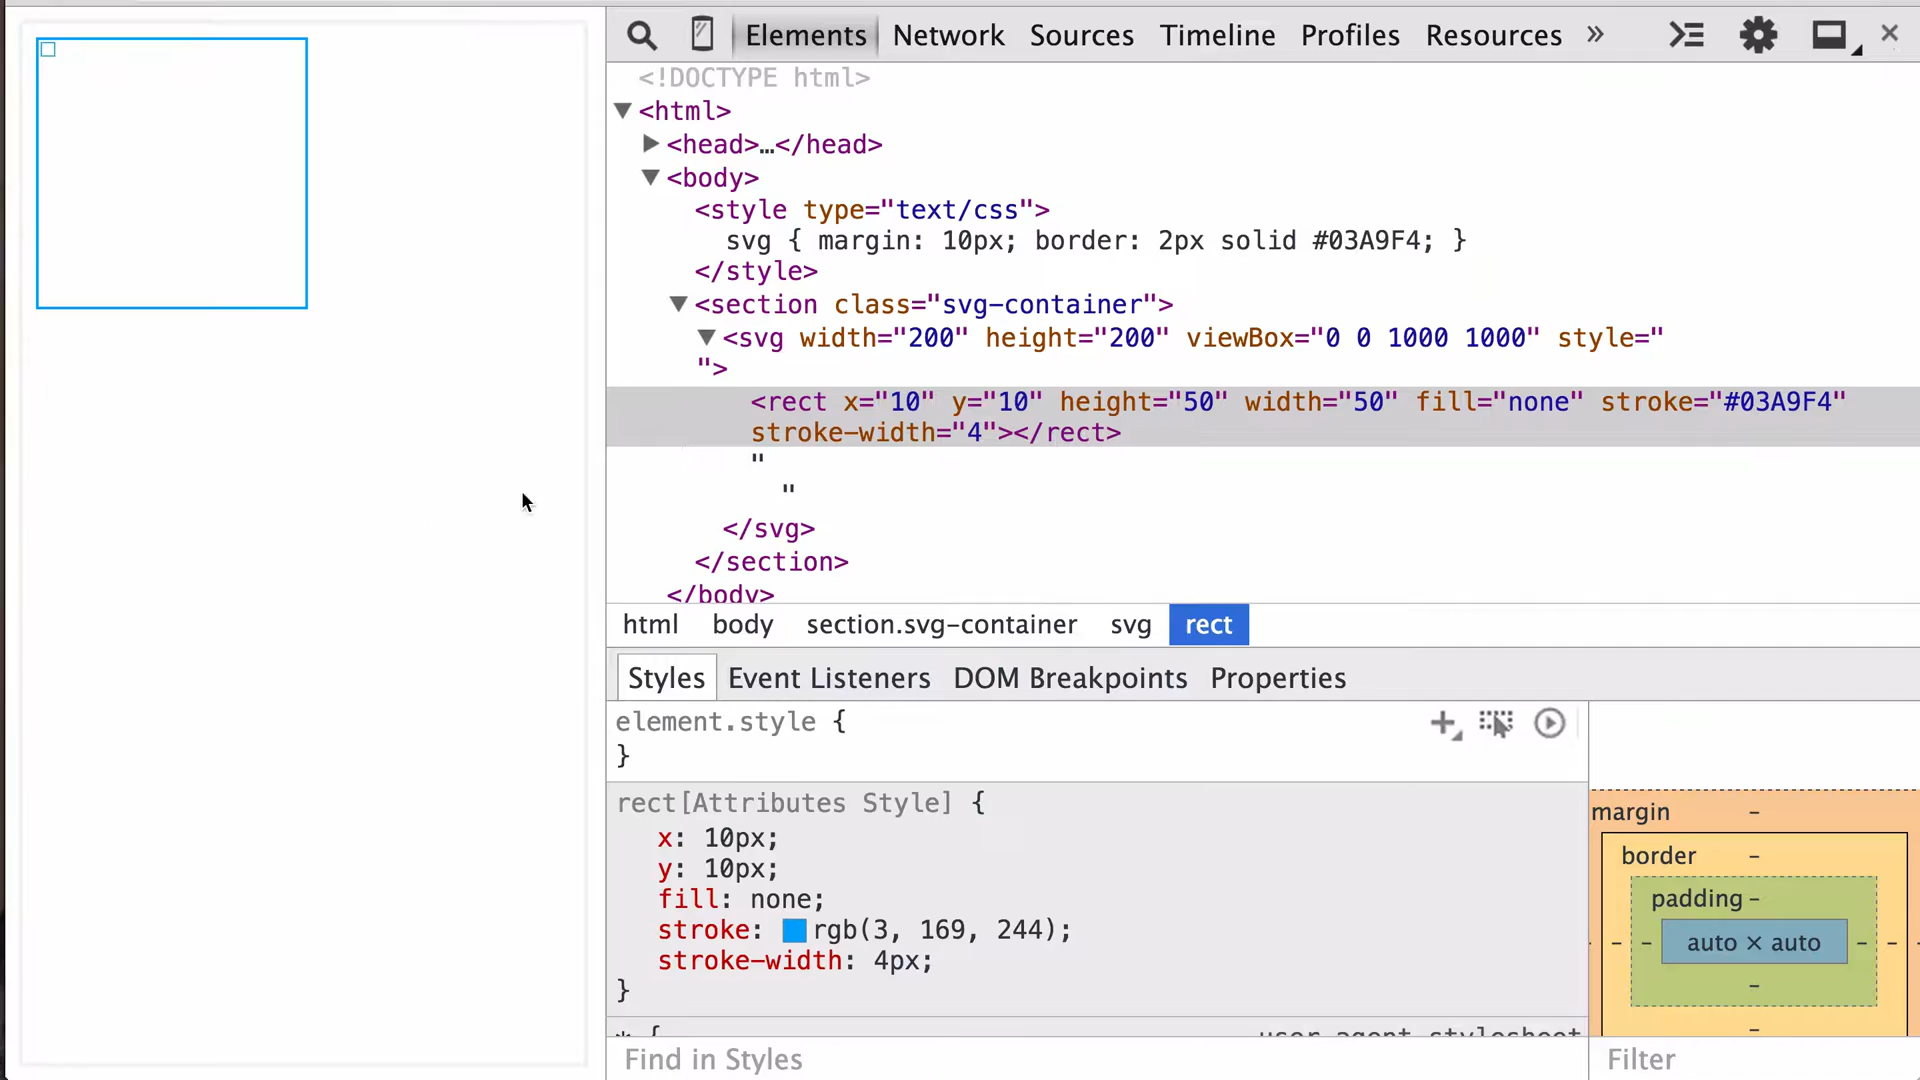 Elements Network Sources Timeline Profiles Resources »
<!DOCTYPE html>
<html>
<head>…</head>
<body>
<style type="text/css">
svg { margin: 10px; border: 2px solid #03A9F4; }
</style>
<section class="svg-container">
<svg width="200" height="200" viewBox="0 0 1000 1000" style="
">
<rect x="10" y="10" height="50" width="50" fill="none" stroke="#03A9F4"
stroke-width="4"></rect>
"
"
</svg>
</section>
</body>
html body section.svg-container svg rect
Styles Event Listeners DOM Breakpoints Properties
element.style {
}
rect[Attributes Style] {
x: 10px;
y: 10px;
fill: none;
stroke: rgb(3, 169, 244);
stroke-width: 4px;
}
* { user agent stylesheet
Find in Styles
margin -
border -
padding -
- - auto × auto - -
-
-
Filter